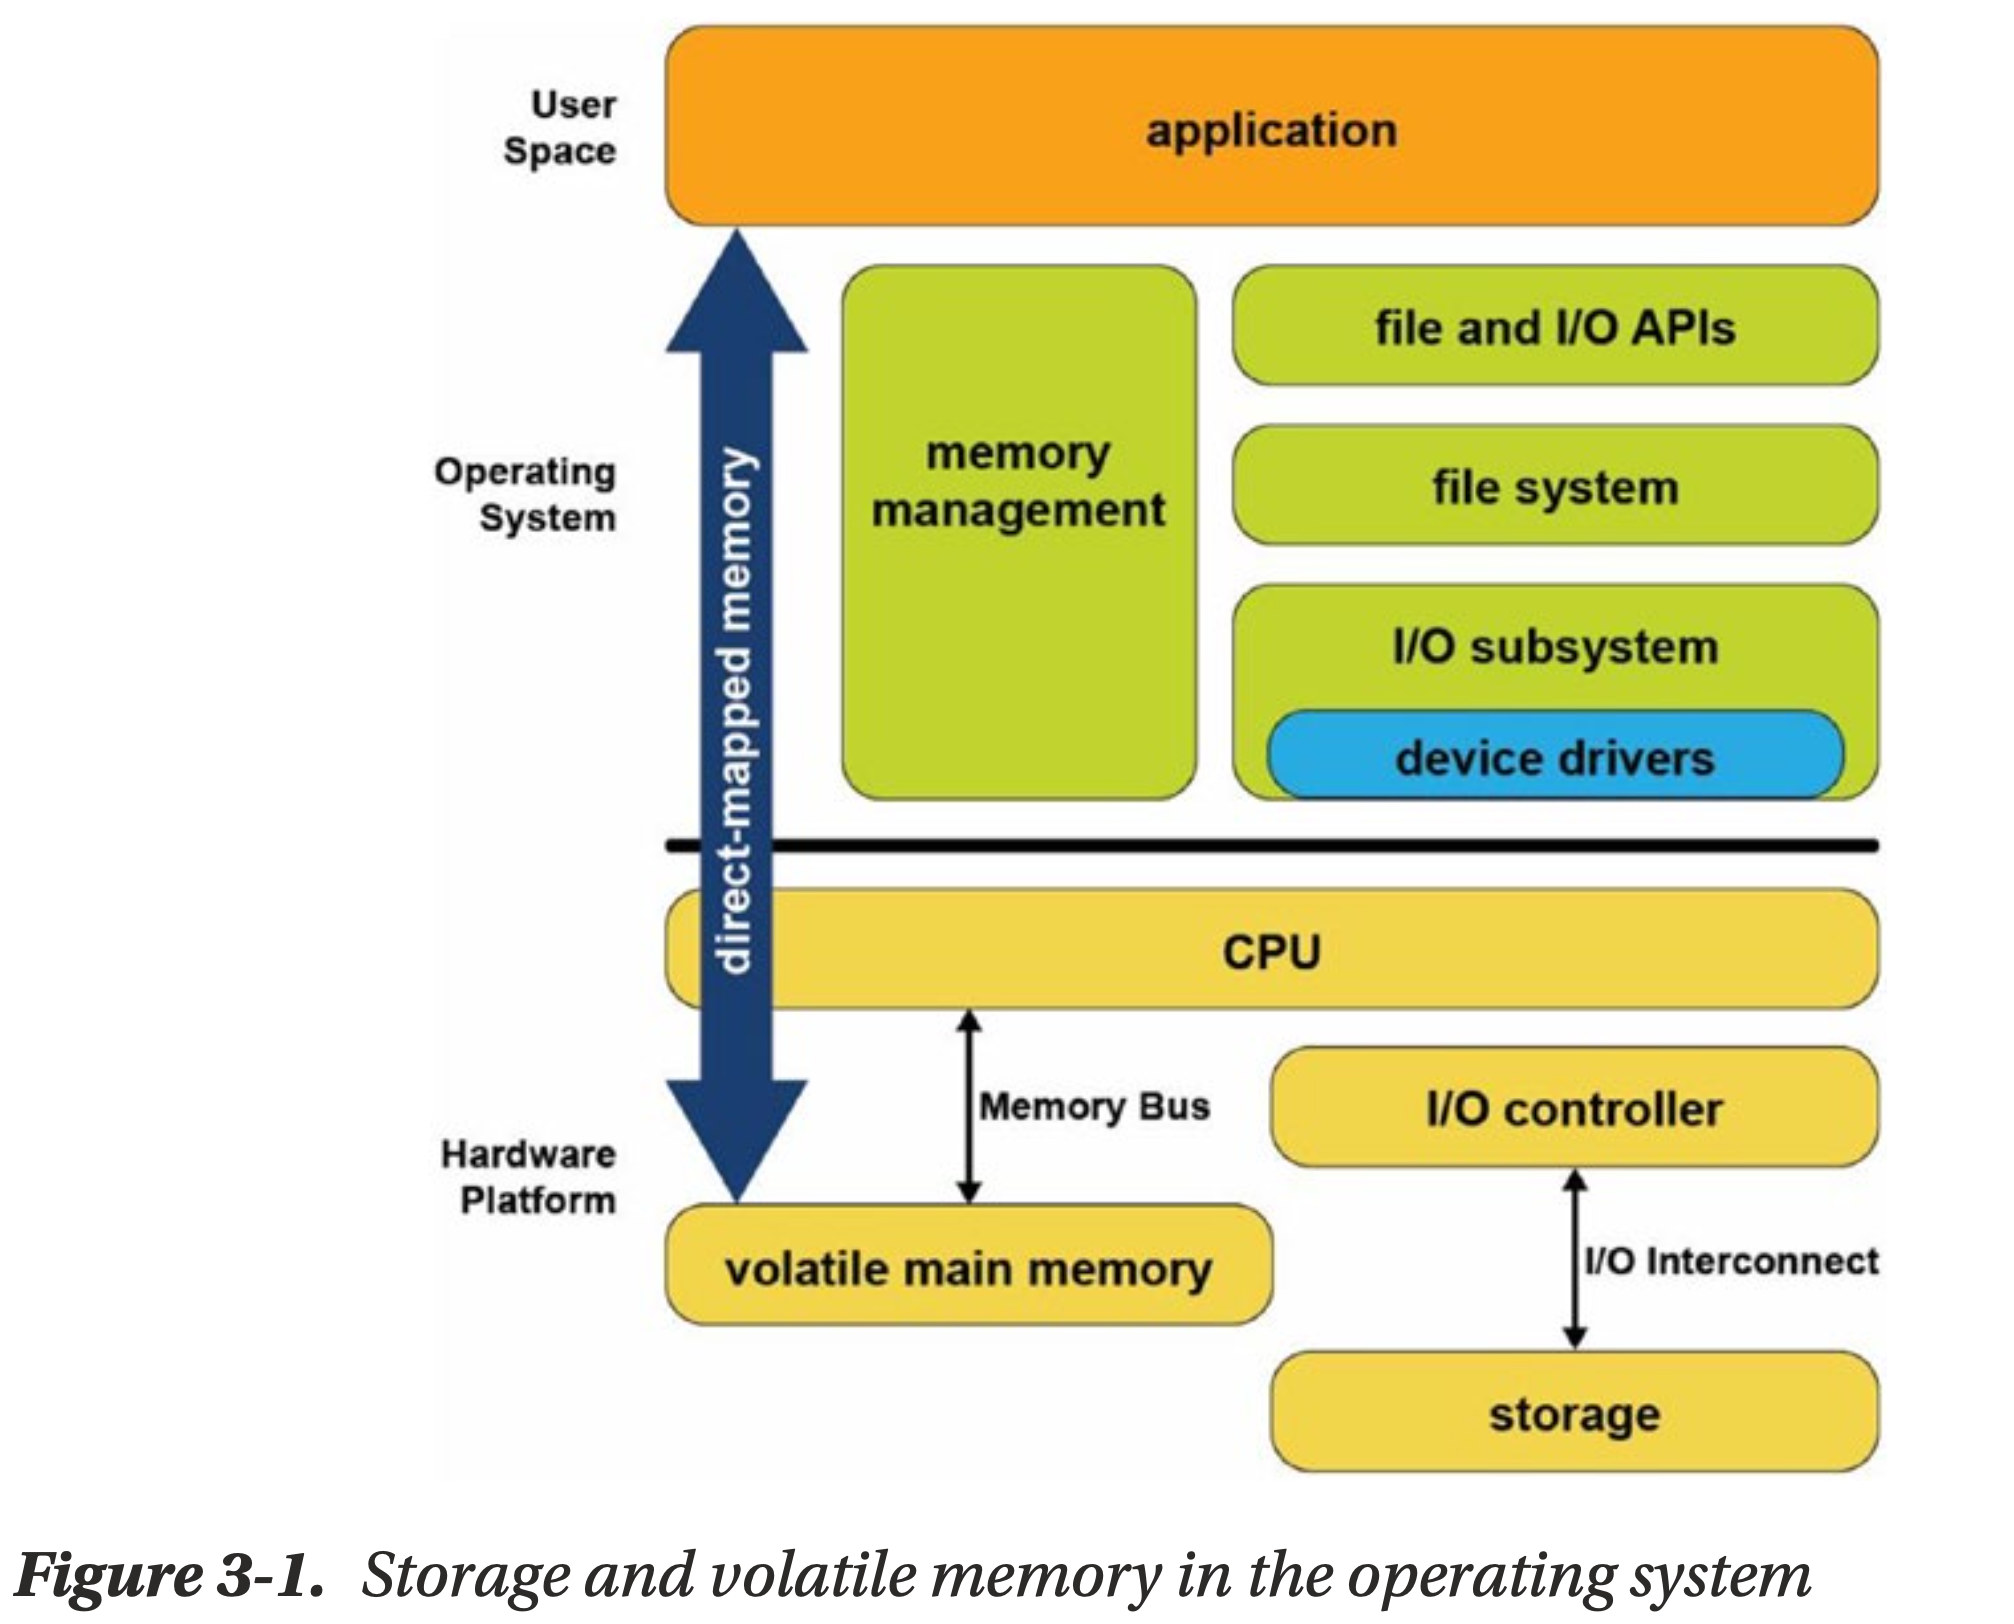 User
Space
application
Operating
System
direct-mapped memory
memory
management
file and I/O APIs
file system
I/O subsystem
device drivers
CPU
Memory Bus
I/O controller
Hardware
Platform
volatile main memory
I/O Interconnect
storage
Figure 3-1. Storage and volatile memory in the operating system